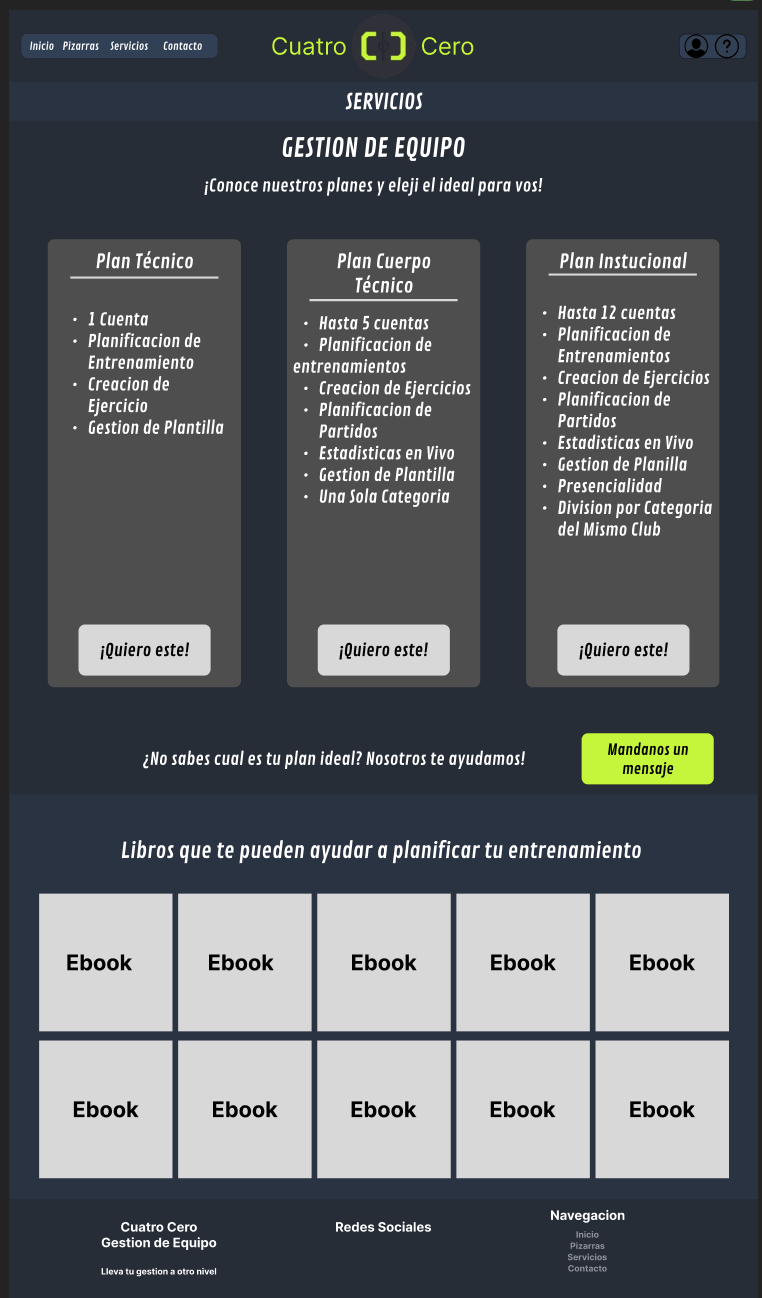 Inicio Pizarras Servicios Contacto
Cuatro Cero
?
SERVICIOS
GESTION DE EQUIPO
¡Conoce nuestros planes y eleji el ideal para vos!
Plan Técnico
• 1 Cuenta
• Planificacion de
Entrenamiento
• Creacion de
Ejercicio
• Gestion de Plantilla
¡Quiero este!
Plan Cuerpo
Técnico
• Hasta 5 cuentas
• Planificacion de
entrenamientos
• Creacion de Ejercicios
• Planificacion de
Partidos
• Estadisticas en Vivo
• Gestion de Plantilla
• Una Sola Categoria
¡Quiero este!
Plan Instucional
• Hasta 12 cuentas
• Planificacion de
Entrenamientos
• Creacion de Ejercicios
• Planificacion de
Partidos
• Estadisticas en Vivo
• Gestion de Planilla
• Presencialidad
• Division por Categoria
del Mismo Club
¡Quiero este!
¿No sabes cual es tu plan ideal? Nosotros te ayudamos!
Mandanos un
mensaje
Libros que te pueden ayudar a planificar tu entrenamiento
Ebook Ebook Ebook Ebook Ebook
Ebook Ebook Ebook Ebook Ebook
Cuatro Cero
Gestion de Equipo
Lleva tu gestion a otro nivel
Redes Sociales
Navegacion
Inicio
Pizarras
Servicios
Contacto